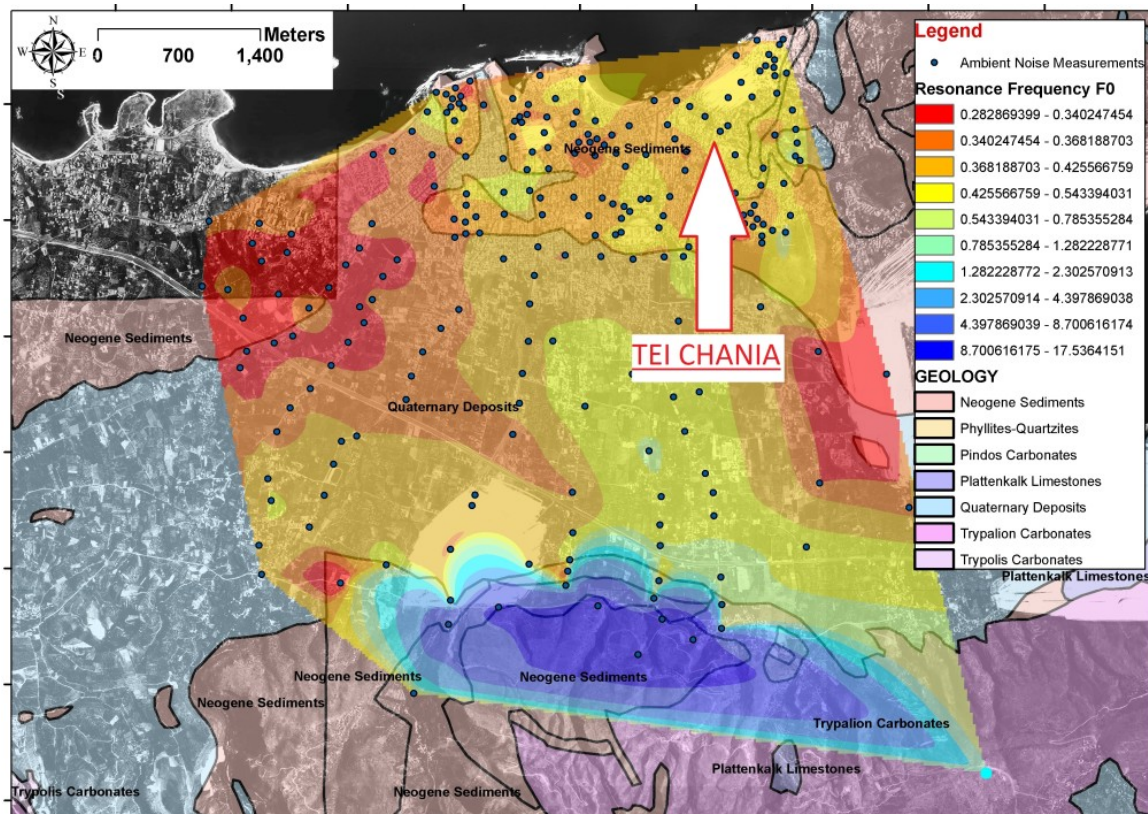 N
W E
S
S
Meters
0 700 1,400
Legend
Ambient Noise Measurements
Resonance Frequency F0
0.282869399 - 0.340247454
0.340247454 - 0.368188703
0.368188703 - 0.425566759
0.425566759 - 0.543394031
0.543394031 - 0.785355284
0.785355284 - 1.282228771
1.282228772 - 2.302570913
2.302570914 - 4.397869038
4.397869039 - 8.700616174
8.700616175 - 17.5364151
GEOLOGY
Neogene Sediments
Phyllites-Quartzites
Pindos Carbonates
Plattenkalk Limestones
Quaternary Deposits
Trypalion Carbonates
Trypolis Carbonates
Neogene Sediments
Neogene Sediments
TEI CHANIA
Quaternary Deposits
Plattenkalk Limestones
Neogene Sediments
Neogene Sediments
Neogene Sediments
Trypalion Carbonates
Plattenkalk Limestones
Trypolis Carbonates
Neogene Sediments